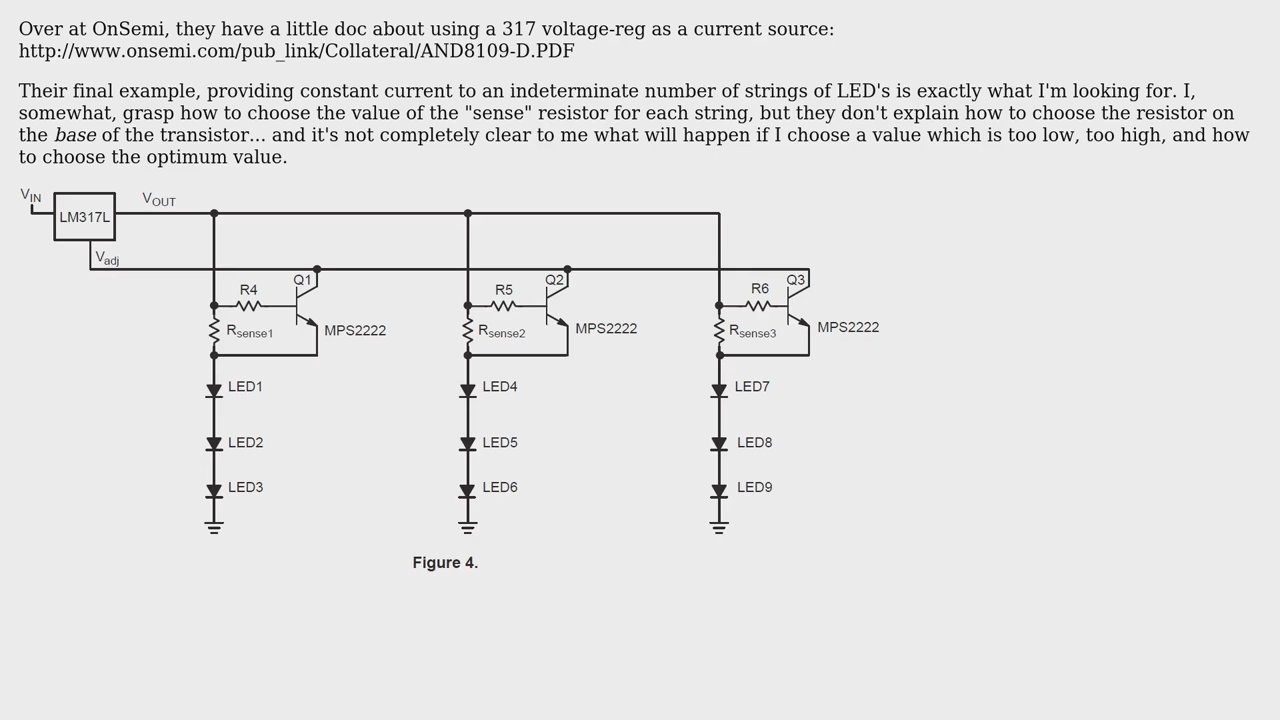 Over at OnSemi, they have a little doc about using a 317 voltage-reg as a current source:
http://www.onsemi.com/pub_link/Collateral/AND8109-D.PDF
Their final example, providing constant current to an indeterminate number of strings of LED's is exactly what I'm looking for. I,
somewhat, grasp how to choose the value of the "sense" resistor for each string, but they don't explain how to choose the resistor on
the base of the transistor... and it's not completely clear to me what will happen if I choose a value which is too low, too high, and how
to choose the optimum value.
VIN
LM317L
VOUT
Vadj
R4
Q1
Rsense1
MPS2222
LED1
LED2
LED3
R5
Q2
Rsense2
MPS2222
LED4
LED5
LED6
R6
Q3
Rsense3
MPS2222
LED7
LED8
LED9
Figure 4.